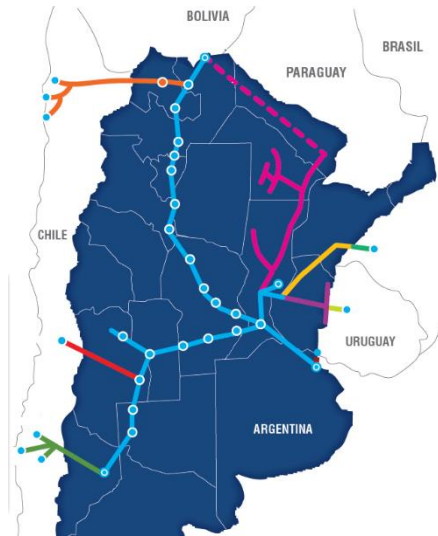 BOLIVIA
PARAGUAY
BRASIL
CHILE
URUGUAY
ARGENTINA